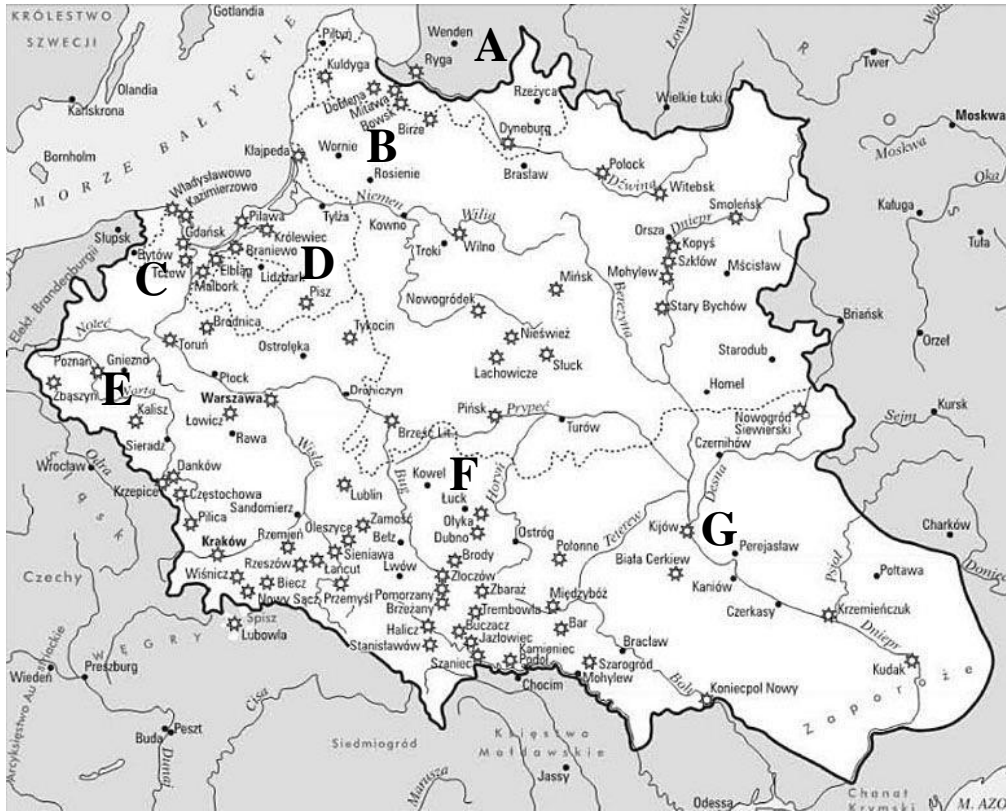 KRÓLESTWO
SZWECJI
Gotlandia
Olandia
Karlskrona
Bornholm
MORZE BAŁTYCKIE
Piltyń
Kuldyga
Doblena
Mitawa
Bowsk
Birże
Ryga
Wenden
A
Rzeżyca
Dyneburg
Łować
Wielkie Łuki
Twer
R
O
S
Moskwa
Moskwa
Oka
Kaługa
Tuła
B
Kłajpeda
Wornie
Rosienie
Brasław
Połock
Dźwina
Witebsk
Smoleńsk
Władysławowo
Kazimierzowo
Piława
Tylża
Niemen
Kowno
Wilia
Troki
Wilno
Orsza
Dniepr
Kopyś
Szkłów
Mohylew
Mścisław
Słupsk
Gdańsk
Królewiec
Bytów
Braniewo
C
Tczew
Elbląg
Lidzbark
D
Malbork
Pisz
Mińsk
Berezyna
Stary Bychów
Briańsk
Orzeł
Elekt. Brandenburgii
Noteć
Brodnica
Toruń
Tykocin
Ostrołęka
Nowogródek
Nieśwież
Lachowicze
Słuck
Starodub
Homel
Poznań
Gniezno
E
Zbąszyń
Warta
Kalisz
Płock
Warszawa
Łowicz
Rawa
Sieradz
Drohiczyn
Brześć Lit.
Pińsk
Prypeć
Turów
Nowogród
Siewierski
Czernihów
Sejm
Kursk
Wrocław
Odra
Danków
Krzepice
Częstochowa
Pilica
Wisła
Lublin
Bug
Kowel
F
Łuck
Horyń
Ołyka
Dubno
Ostróg
Desna
Kijów
G
Teterew
Perejasław
Psioł
Charków
Sandomierz
Oleszyce
Zamość
Rzemień
Bełz
Sieniawa
Kraków
Rzeszów
Łańcut
Lwów
Brody
Złoczów
Połonne
Biała Cerkiew
Kaniów
Połtawa
Wiśnicz
Biecz
Nowy Sącz
Przemyśl
Pomorzany
Brzeżany
Zbaraż
Międzybóż
Trembowla
Czerkasy
Krzemieńczuk
Czechy
Spisz
Lubowla
Halicz
Buczacz
Bar
Bracław
Dniepr
Stanisławów
Jazłowiec
Szaniec
Kamieniec
Podol.
Szarogród
Kudak
Mohylew
Chocim
Boh
Koniecpol Nowy
Zaporoże
WĘGRY
Wiedeń
Preszburg
Arcyksięstwo Austriackie
Cisa
Buda
Peszt
Dunaj
Siedmiogród
Księstwo
Mołdawskie
Jassy
Odessa
Chanat
Krymski